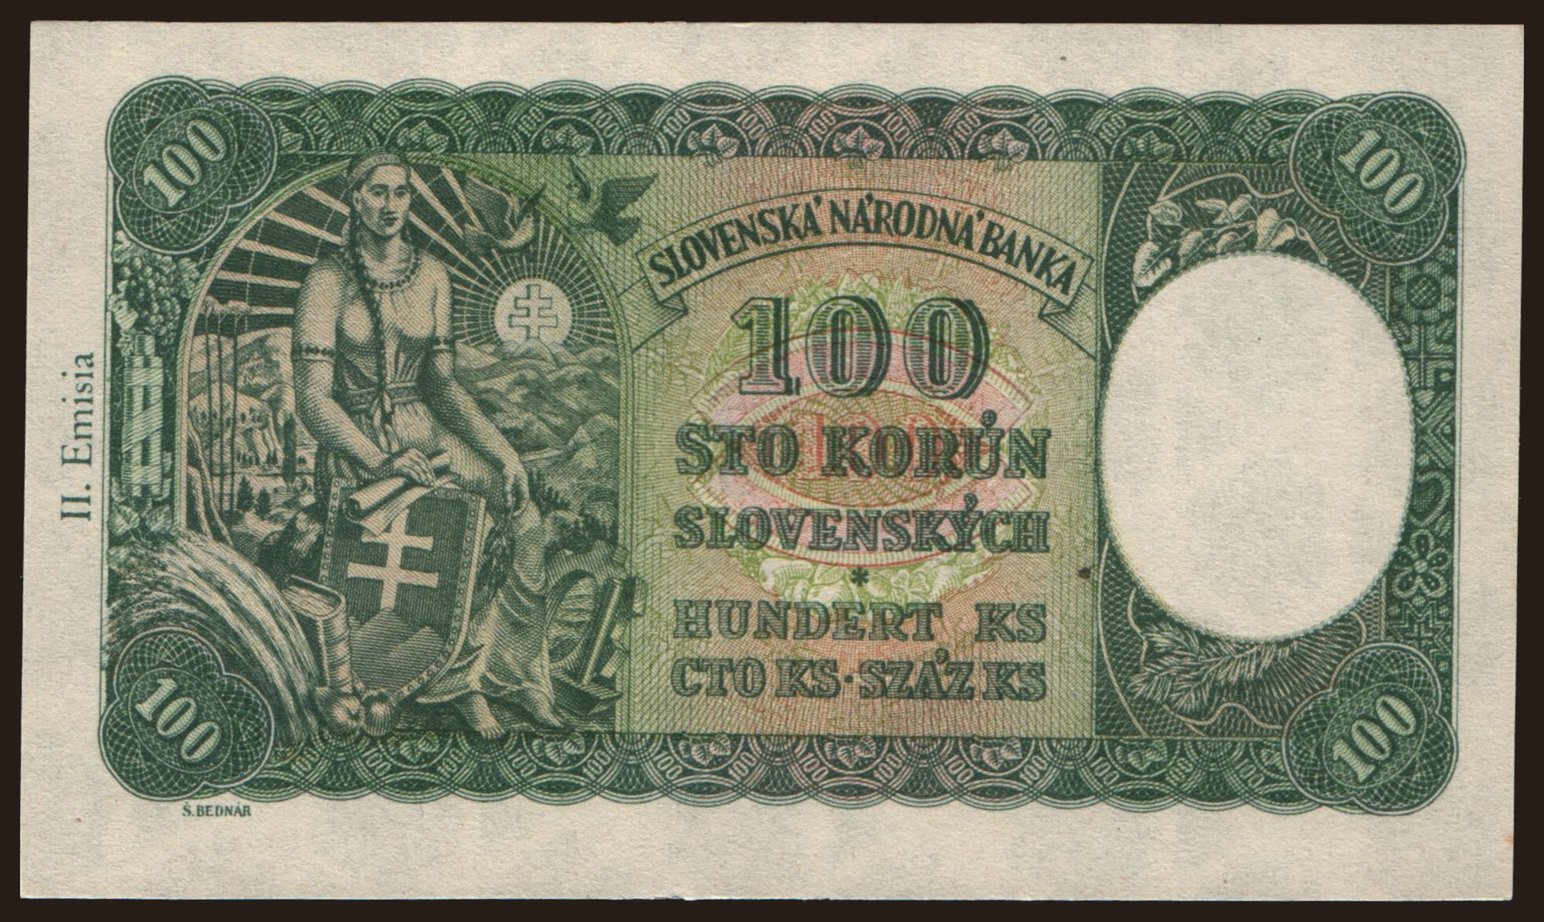 100
100
SLOVENSKÁ NÁRODNÁ BANKA
100
STO KORÚN
SLOVENSKÝCH
*
HUNDERT KS
СТО KS · SZÁZ KS
100
100
II. Emisia
Š. BEDNÁR